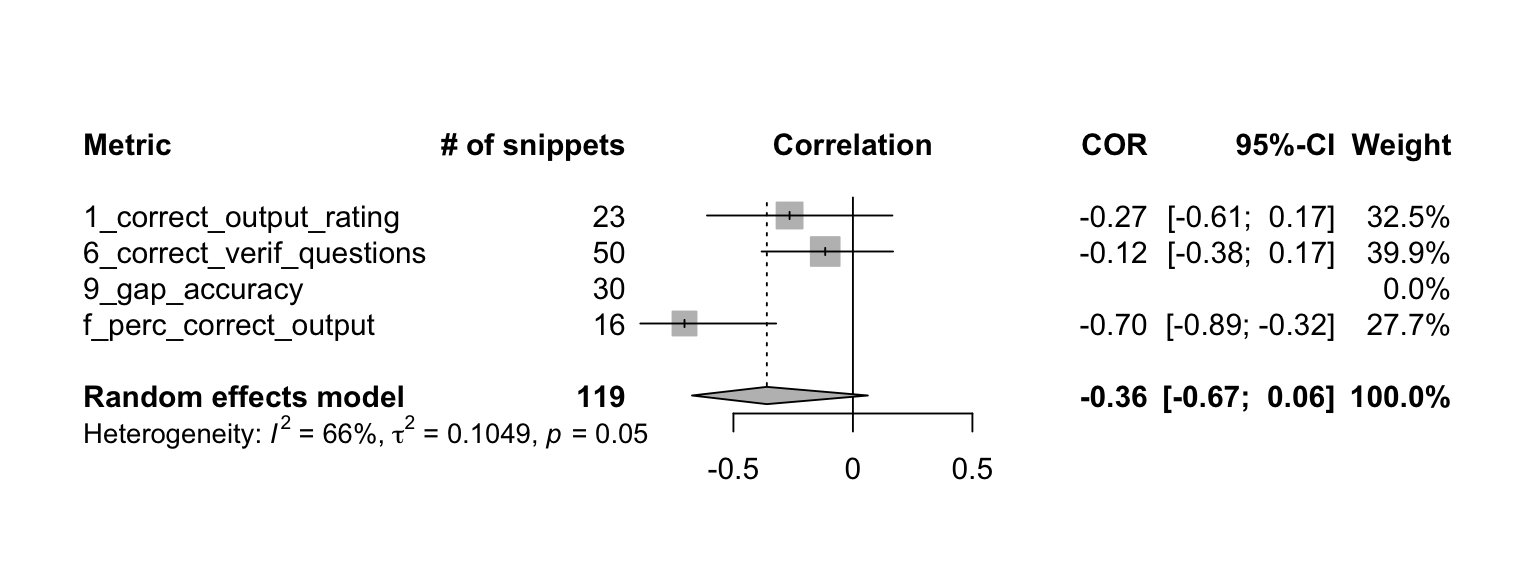 Metric # of snippets Correlation COR 95%-CI Weight
1_correct_output_rating 23 -0.27 [-0.61; 0.17] 32.5%
6_correct_verif_questions 50 -0.12 [-0.38; 0.17] 39.9%
9_gap_accuracy 30 0.0%
f_perc_correct_output 16 -0.70 [-0.89; -0.32] 27.7%
Random effects model 119 -0.36 [-0.67; 0.06] 100.0%
Heterogeneity: I² = 66%, τ² = 0.1049, p = 0.05
-0.5 0 0.5